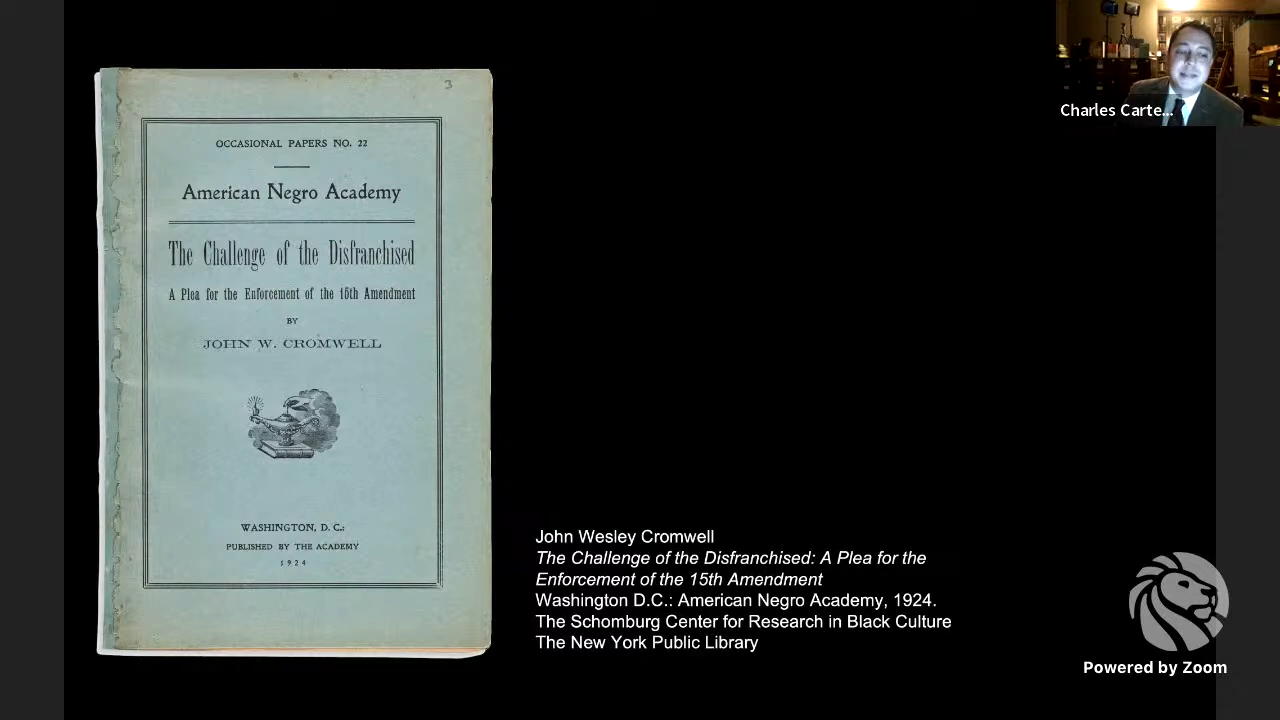 3
OCCASIONAL PAPERS NO. 22
American Negro Academy
The Challenge of the Disfranchised
A Plea for the Enforcement of the 15th Amendment
BY
JOHN W. CROMWELL
WASHINGTON, D. C.:
PUBLISHED BY THE ACADEMY
1924
John Wesley Cromwell
The Challenge of the Disfranchised: A Plea for the
Enforcement of the 15th Amendment
Washington D.C.: American Negro Academy, 1924.
The Schomburg Center for Research in Black Culture
The New York Public Library
Charles Carte...
Powered by Zoom